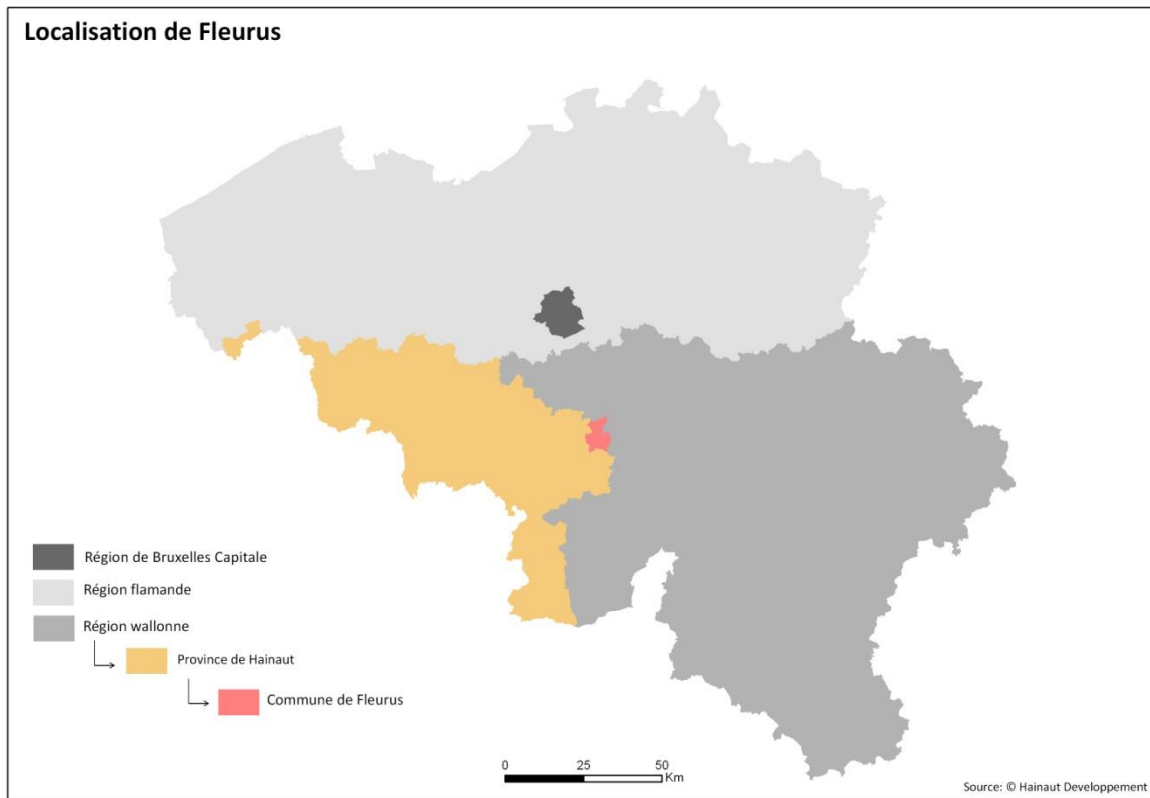 Localisation de Fleurus
Région de Bruxelles Capitale
Région flamande
Région wallonne
Province de Hainaut
Commune de Fleurus
0 25 50
Km
Source: © Hainaut Developpement